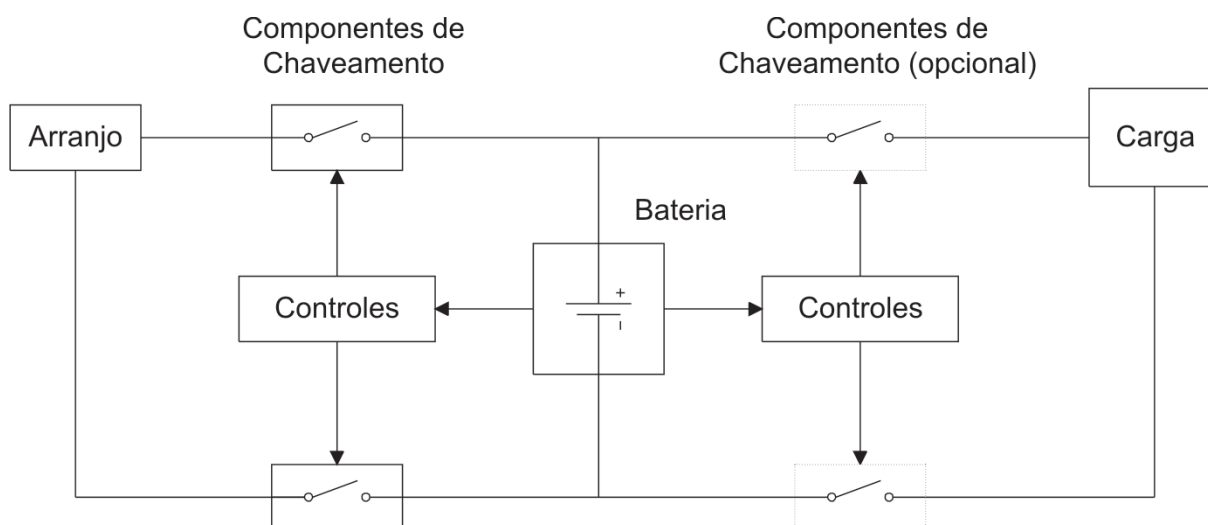 Componentes de
Chaveamento
Componentes de
Chaveamento (opcional)
Arranjo
Carga
Bateria
Controles
+
–
Controles